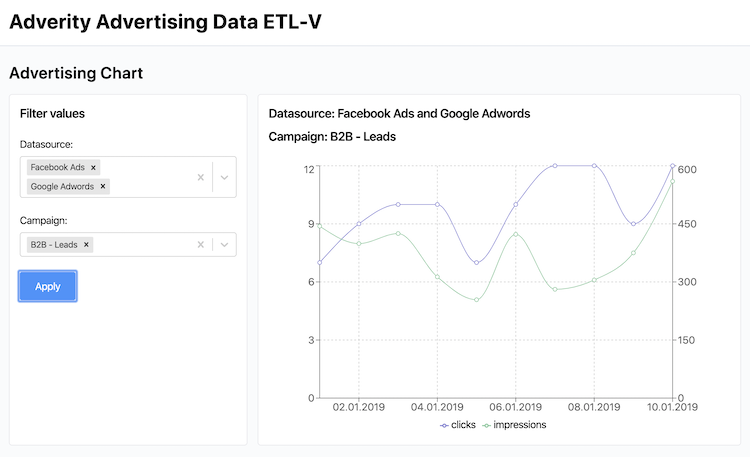 Adverity Advertising Data ETL-V
Advertising Chart
Filter values
Datasource:
Facebook Ads ×
Google Adwords ×
Campaign:
B2B - Leads ×
Apply
Datasource: Facebook Ads and Google Adwords
Campaign: B2B - Leads
12 600
9 450
6 300
3 150
0 0
02.01.2019 04.01.2019 06.01.2019 08.01.2019 10.01.2019
clicks impressions